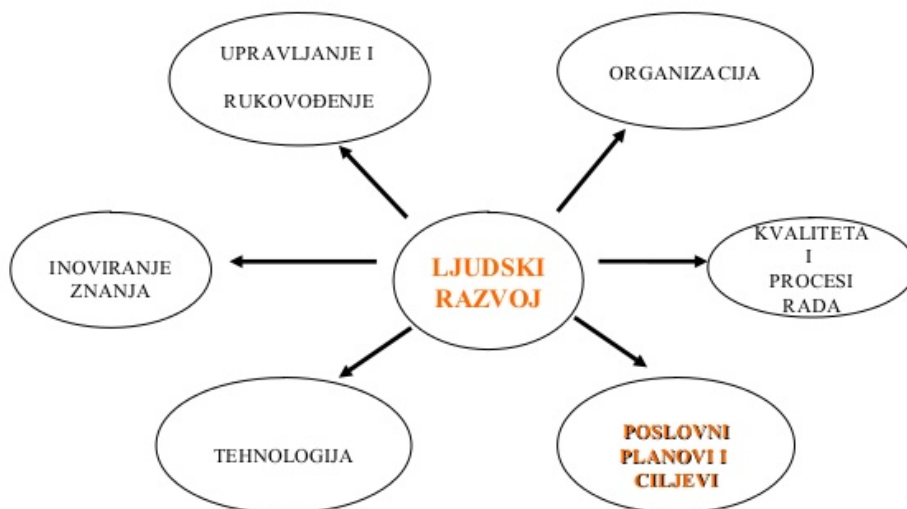 UPRAVLJANJE I
RUKOVOĐENJE
ORGANIZACIJA
INOVIRANJE
ZNANJA
LJUDSKI
RAZVOJ
KVALITETA
I
PROCESI
RADA
TEHNOLOGIJA
POSLOVNI
PLANOVI I
CILJEVI